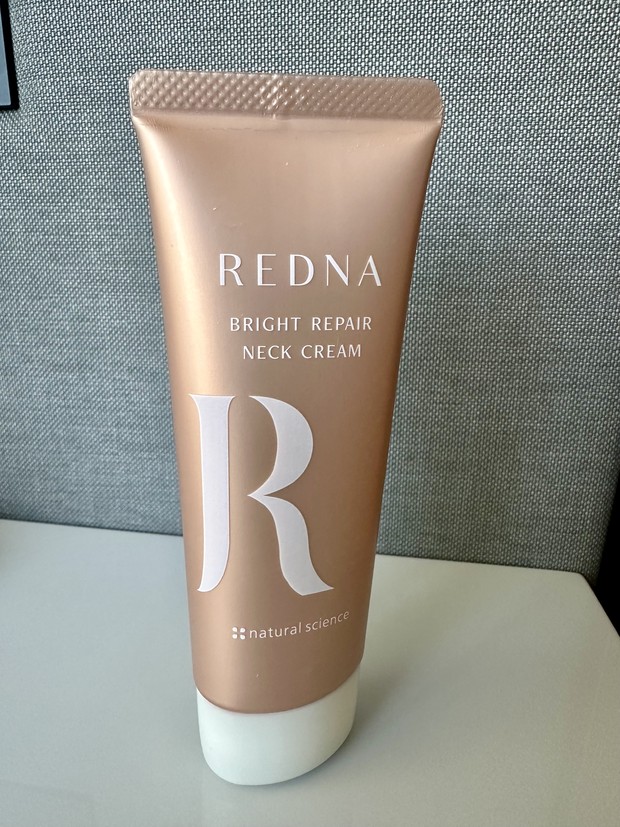 REDNA
BRIGHT REPAIR
NECK CREAM
R
natural science